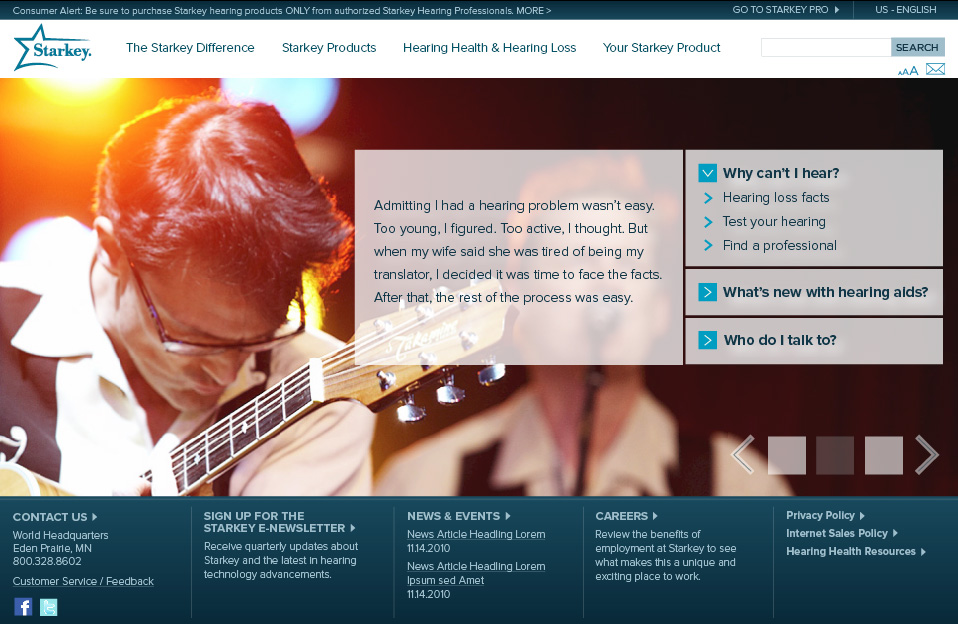 Consumer Alert: Be sure to purchase Starkey hearing products ONLY from authorized Starkey Hearing Professionals. MORE >
GO TO STARKEY PRO
US - ENGLISH
Starkey.
The Starkey Difference
Starkey Products
Hearing Health & Hearing Loss
Your Starkey Product
SEARCH
AAA
Admitting I had a hearing problem wasn't easy.
Too young, I figured. Too active, I thought. But
when my wife said she was tired of being my
translator, I decided it was time to face the facts.
After that, the rest of the process was easy.
Takamine
Why can't I hear?
Hearing loss facts
Test your hearing
Find a professional
What's new with hearing aids?
Who do I talk to?
CONTACT US
World Headquarters
Eden Prairie, MN
800.328.8602
Customer Service / Feedback
f
t
SIGN UP FOR THE
STARKEY E-NEWSLETTER
Receive quarterly updates about
Starkey and the latest in hearing
technology advancements.
NEWS & EVENTS
News Article Headling Lorem
11.14.2010
News Article Headling Lorem
Ipsum sed Amet
11.14.2010
CAREERS
Review the benefits of
employment at Starkey to see
what makes this a unique and
exciting place to work.
Privacy Policy
Internet Sales Policy
Hearing Health Resources